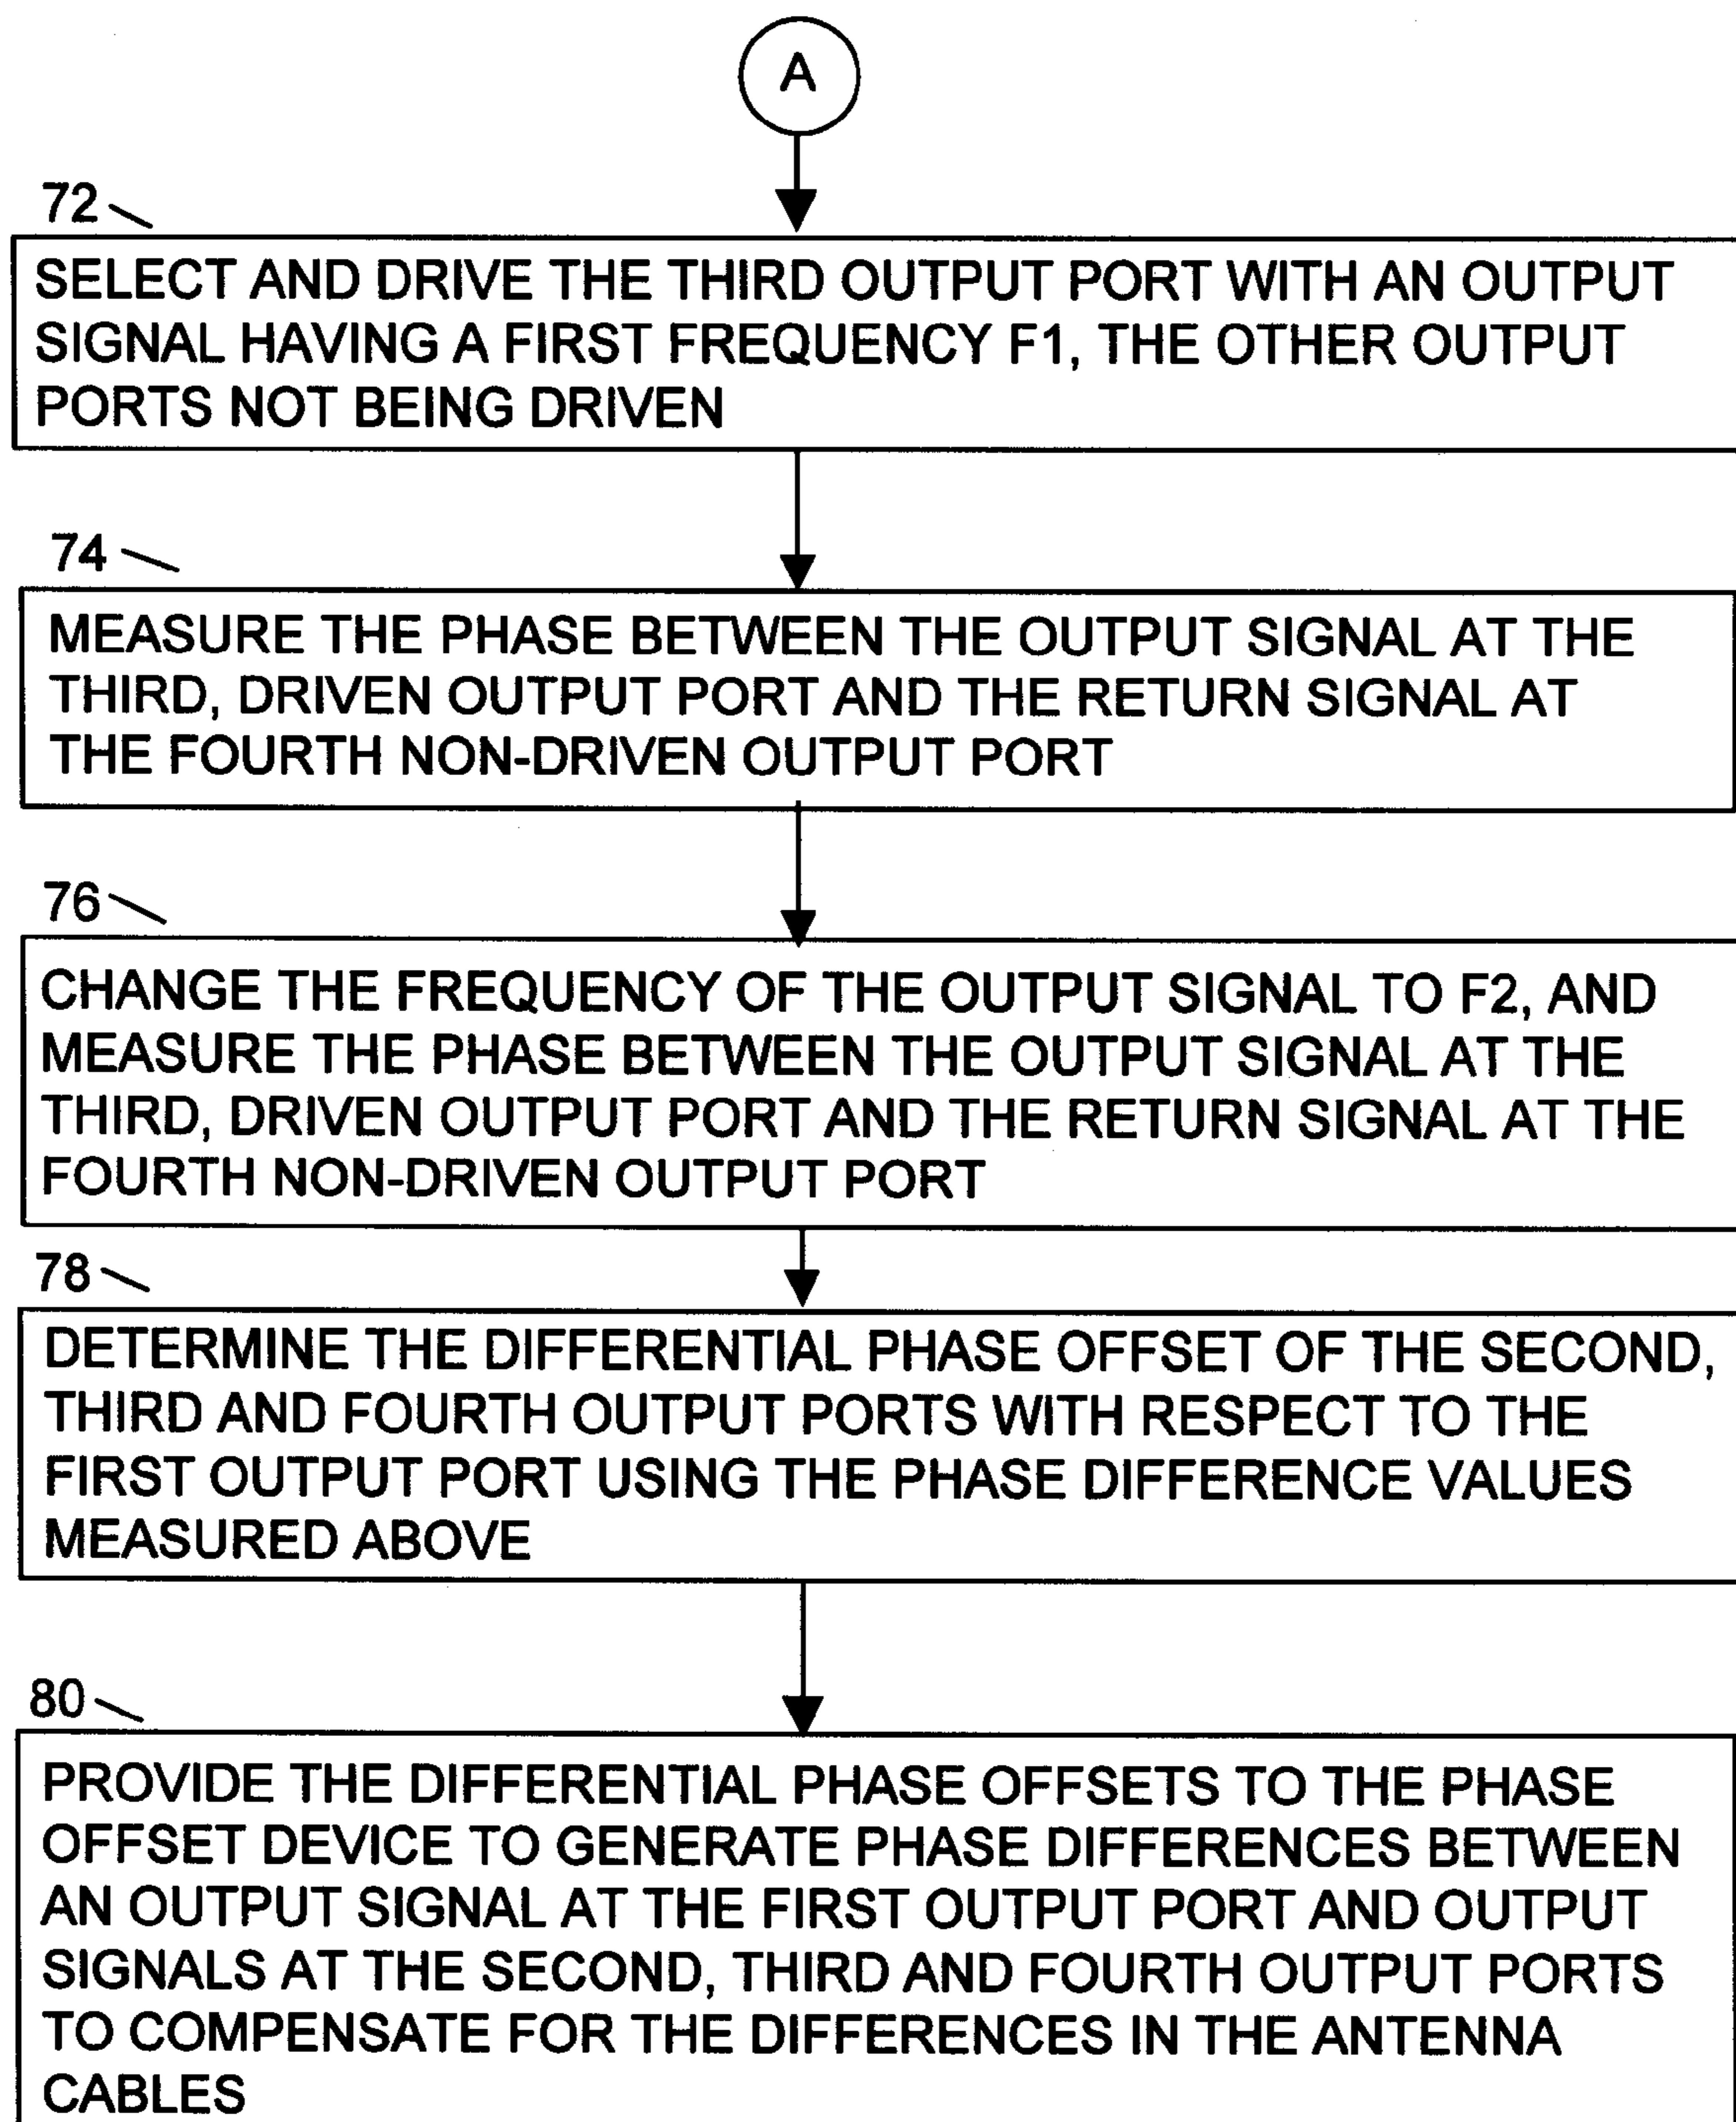 A
72
SELECT AND DRIVE THE THIRD OUTPUT PORT WITH AN OUTPUT
SIGNAL HAVING A FIRST FREQUENCY F1, THE OTHER OUTPUT
PORTS NOT BEING DRIVEN
74
MEASURE THE PHASE BETWEEN THE OUTPUT SIGNAL AT THE
THIRD, DRIVEN OUTPUT PORT AND THE RETURN SIGNAL AT
THE FOURTH NON-DRIVEN OUTPUT PORT
76
CHANGE THE FREQUENCY OF THE OUTPUT SIGNAL TO F2, AND
MEASURE THE PHASE BETWEEN THE OUTPUT SIGNAL AT THE
THIRD, DRIVEN OUTPUT PORT AND THE RETURN SIGNAL AT THE
FOURTH NON-DRIVEN OUTPUT PORT
78
DETERMINE THE DIFFERENTIAL PHASE OFFSET OF THE SECOND,
THIRD AND FOURTH OUTPUT PORTS WITH RESPECT TO THE
FIRST OUTPUT PORT USING THE PHASE DIFFERENCE VALUES
MEASURED ABOVE
80
PROVIDE THE DIFFERENTIAL PHASE OFFSETS TO THE PHASE
OFFSET DEVICE TO GENERATE PHASE DIFFERENCES BETWEEN
AN OUTPUT SIGNAL AT THE FIRST OUTPUT PORT AND OUTPUT
SIGNALS AT THE SECOND, THIRD AND FOURTH OUTPUT PORTS
TO COMPENSATE FOR THE DIFFERENCES IN THE ANTENNA
CABLES